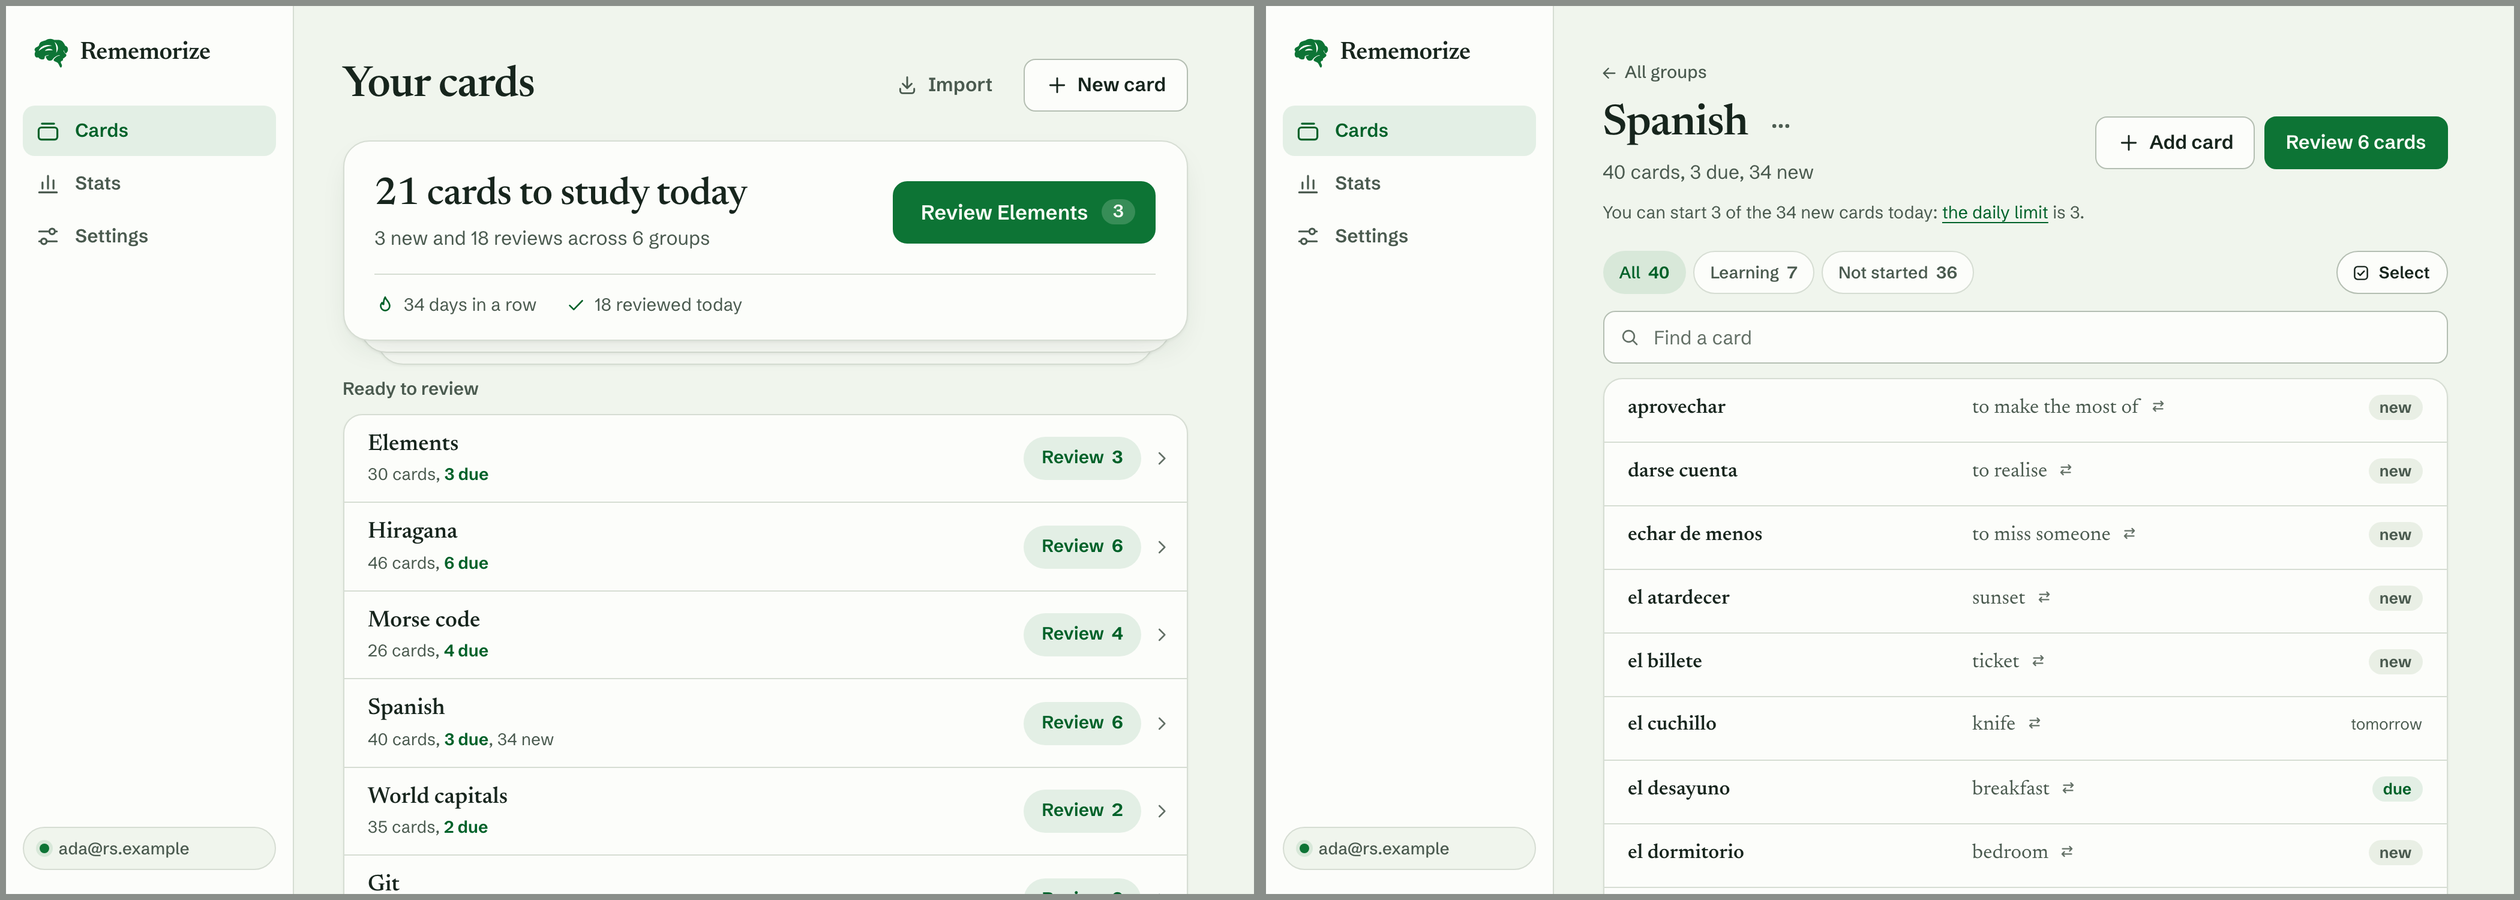 Rememorize
Cards
Stats
Settings
ada@rs.example
Your cards
Import
New card
21 cards to study today
3 new and 18 reviews across 6 groups
Review Elements 3
34 days in a row
18 reviewed today
Ready to review
Elements
30 cards, 3 due
Review 3
Hiragana
46 cards, 6 due
Review 6
Morse code
26 cards, 4 due
Review 4
Spanish
40 cards, 3 due, 34 new
Review 6
World capitals
35 cards, 2 due
Review 2
Git
Rememorize
Cards
Stats
Settings
ada@rs.example
All groups
Spanish
40 cards, 3 due, 34 new
Add card
Review 6 cards
You can start 3 of the 34 new cards today: the daily limit is 3.
All 40
Learning 7
Not started 36
Select
Find a card
aprovechar to make the most of new
darse cuenta to realise new
echar de menos to miss someone new
el atardecer sunset new
el billete ticket new
el cuchillo knife tomorrow
el desayuno breakfast due
el dormitorio bedroom new